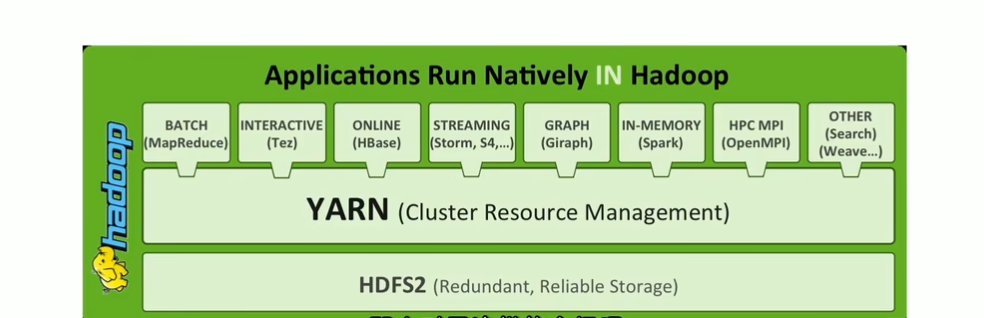 Applications Run Natively IN Hadoop
BATCH
(MapReduce)
INTERACTIVE
(Tez)
ONLINE
(HBase)
STREAMING
(Storm, S4,...)
GRAPH
(Giraph)
IN-MEMORY
(Spark)
HPC MPI
(OpenMPI)
OTHER
(Search)
(Weave...)
hadoop
YARN (Cluster Resource Management)
HDFS2 (Redundant, Reliable Storage)